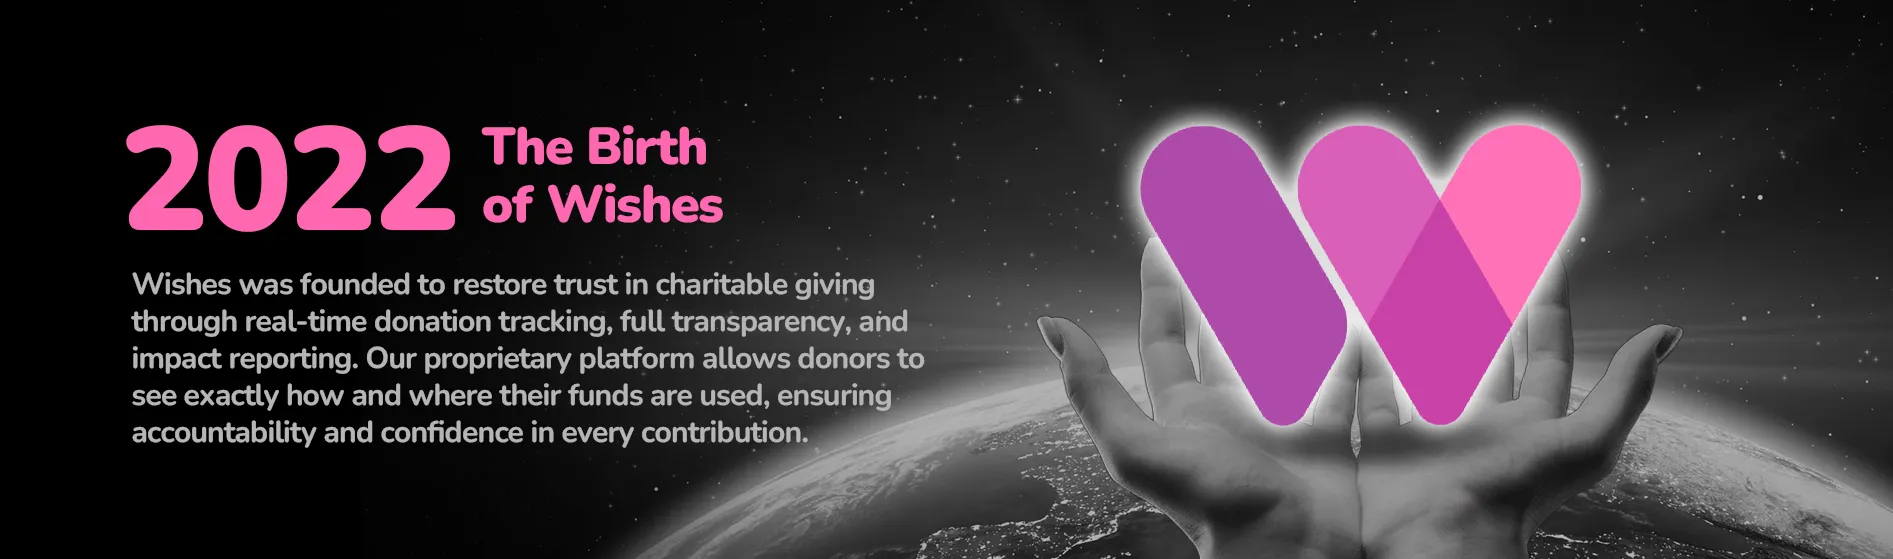 2022
The Birth
of Wishes
Wishes was founded to restore trust in charitable giving
through real-time donation tracking, full transparency, and
impact reporting. Our proprietary platform allows donors to
see exactly how and where their funds are used, ensuring
accountability and confidence in every contribution.